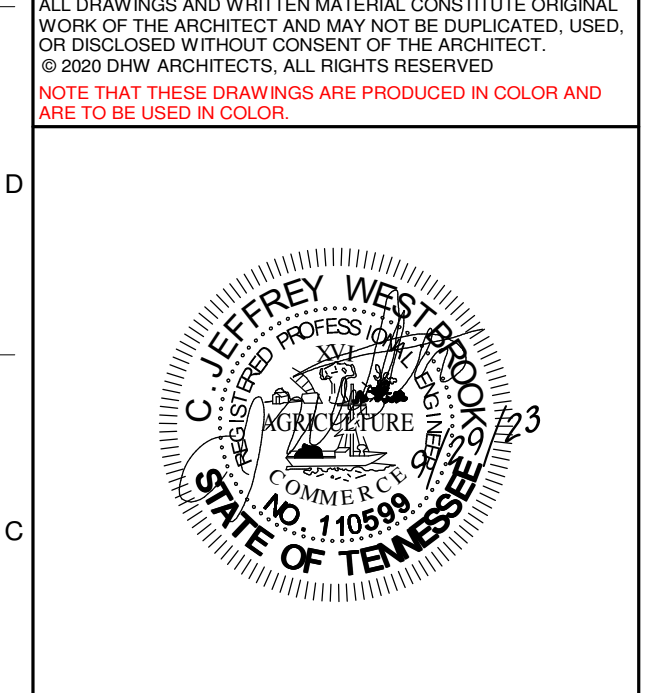 ALL DRAWINGS AND WRITTEN MATERIAL CONSTITUTE ORIGINAL
WORK OF THE ARCHITECT AND MAY NOT BE DUPLICATED, USED,
OR DISCLOSED WITHOUT CONSENT OF THE ARCHITECT.
© 2020 DHW ARCHITECTS, ALL RIGHTS RESERVED
NOTE THAT THESE DRAWINGS ARE PRODUCED IN COLOR AND
ARE TO BE USED IN COLOR.
D
C. JEFFREY WESTBROOK
REGISTERED PROFESSIONAL ENGINEER
XVI
AGRICULTURE
COMMERCE
9/29/23
NO. 110599
STATE OF TENNESSEE
C